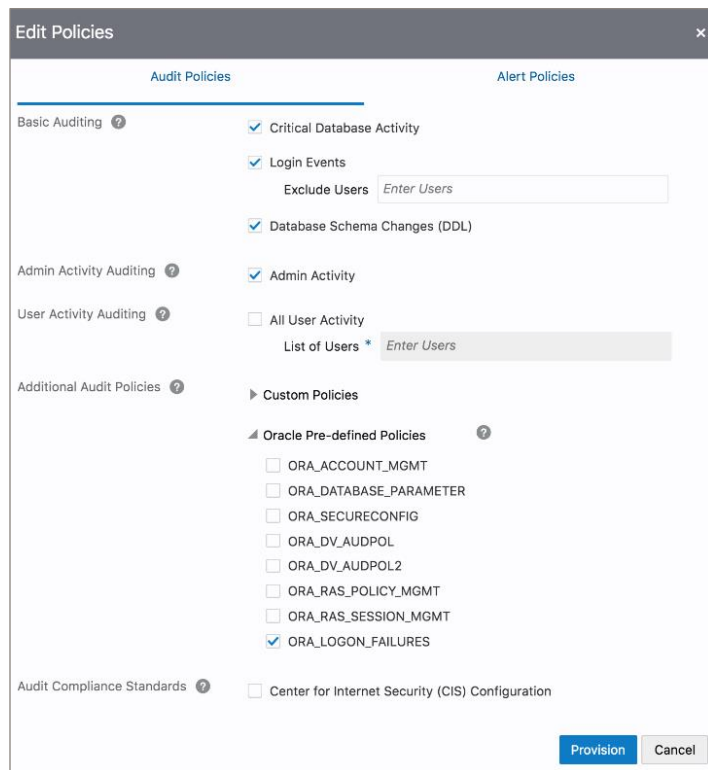 Edit Policies ×
Audit Policies Alert Policies
Basic Auditing ? Critical Database Activity
Login Events
Exclude Users Enter Users
Database Schema Changes (DDL)
Admin Activity Auditing ? Admin Activity
User Activity Auditing ? All User Activity
List of Users * Enter Users
Additional Audit Policies ? Custom Policies
Oracle Pre-defined Policies ?
ORA_ACCOUNT_MGMT
ORA_DATABASE_PARAMETER
ORA_SECURECONFIG
ORA_DV_AUDPOL
ORA_DV_AUDPOL2
ORA_RAS_POLICY_MGMT
ORA_RAS_SESSION_MGMT
ORA_LOGON_FAILURES
Audit Compliance Standards ? Center for Internet Security (CIS) Configuration
Provision Cancel